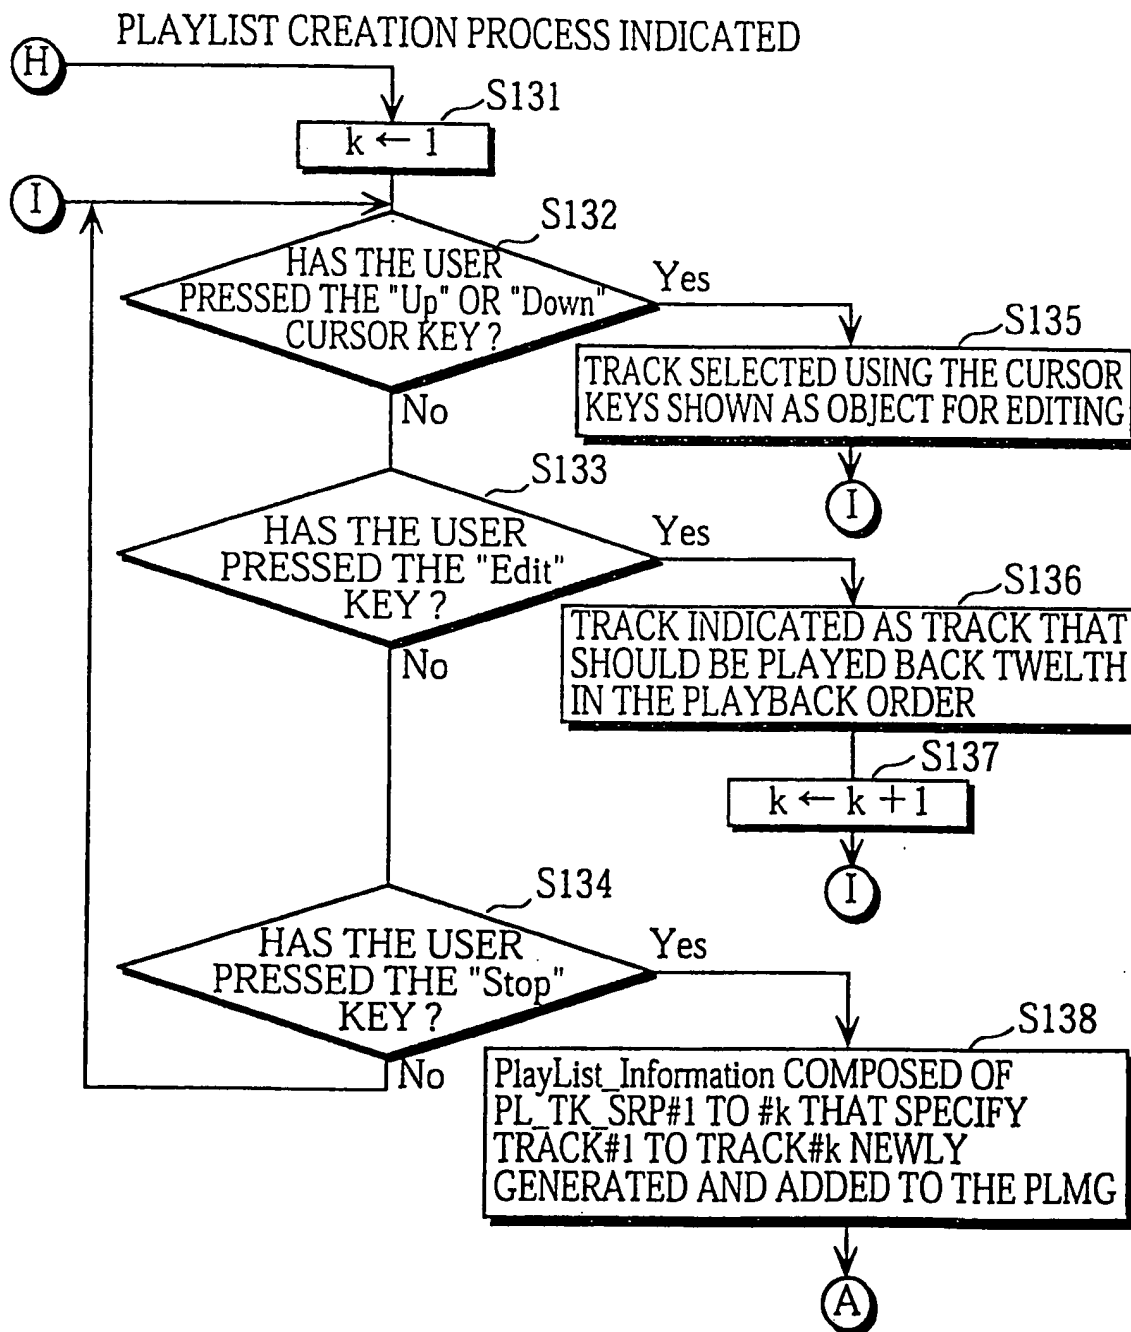 PLAYLIST CREATION PROCESS INDICATED
H
S131
k ← 1
I
S132
HAS THE USER
PRESSED THE "Up" OR "Down"
CURSOR KEY ?
Yes
No
S135
TRACK SELECTED USING THE CURSOR
KEYS SHOWN AS OBJECT FOR EDITING
I
S133
HAS THE USER
PRESSED THE "Edit"
KEY ?
Yes
No
S136
TRACK INDICATED AS TRACK THAT
SHOULD BE PLAYED BACK TWELTH
IN THE PLAYBACK ORDER
S137
k ← k + 1
I
S134
HAS THE USER
PRESSED THE "Stop"
KEY ?
Yes
No
S138
PlayList_Information COMPOSED OF
PL_TK_SRP#1 TO #k THAT SPECIFY
TRACK#1 TO TRACK#k NEWLY
GENERATED AND ADDED TO THE PLMG
A